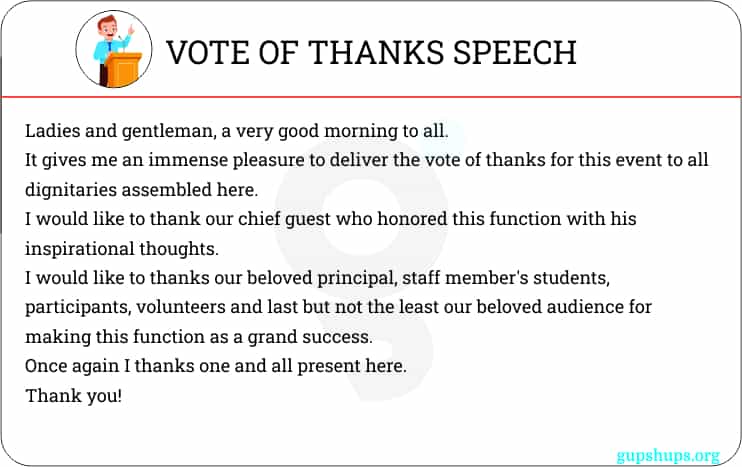 VOTE OF THANKS SPEECH
Ladies and gentleman, a very good morning to all.
It gives me an immense pleasure to deliver the vote of thanks for this event to all
dignitaries assembled here.
I would like to thank our chief guest who honored this function with his
inspirational thoughts.
I would like to thanks our beloved principal, staff member's students,
participants, volunteers and last but not the least our beloved audience for
making this function as a grand success.
Once again I thanks one and all present here.
Thank you!
gupshups.org